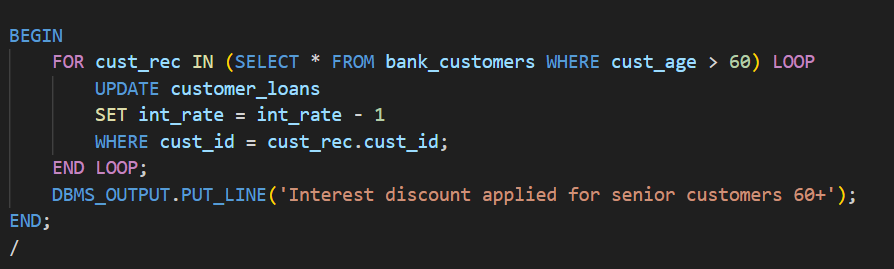 BEGIN
    FOR cust_rec IN (SELECT * FROM bank_customers WHERE cust_age > 60) LOOP
        UPDATE customer_loans
        SET int_rate = int_rate - 1
        WHERE cust_id = cust_rec.cust_id;
    END LOOP;
    DBMS_OUTPUT.PUT_LINE('Interest discount applied for senior customers 60+');
END;
/